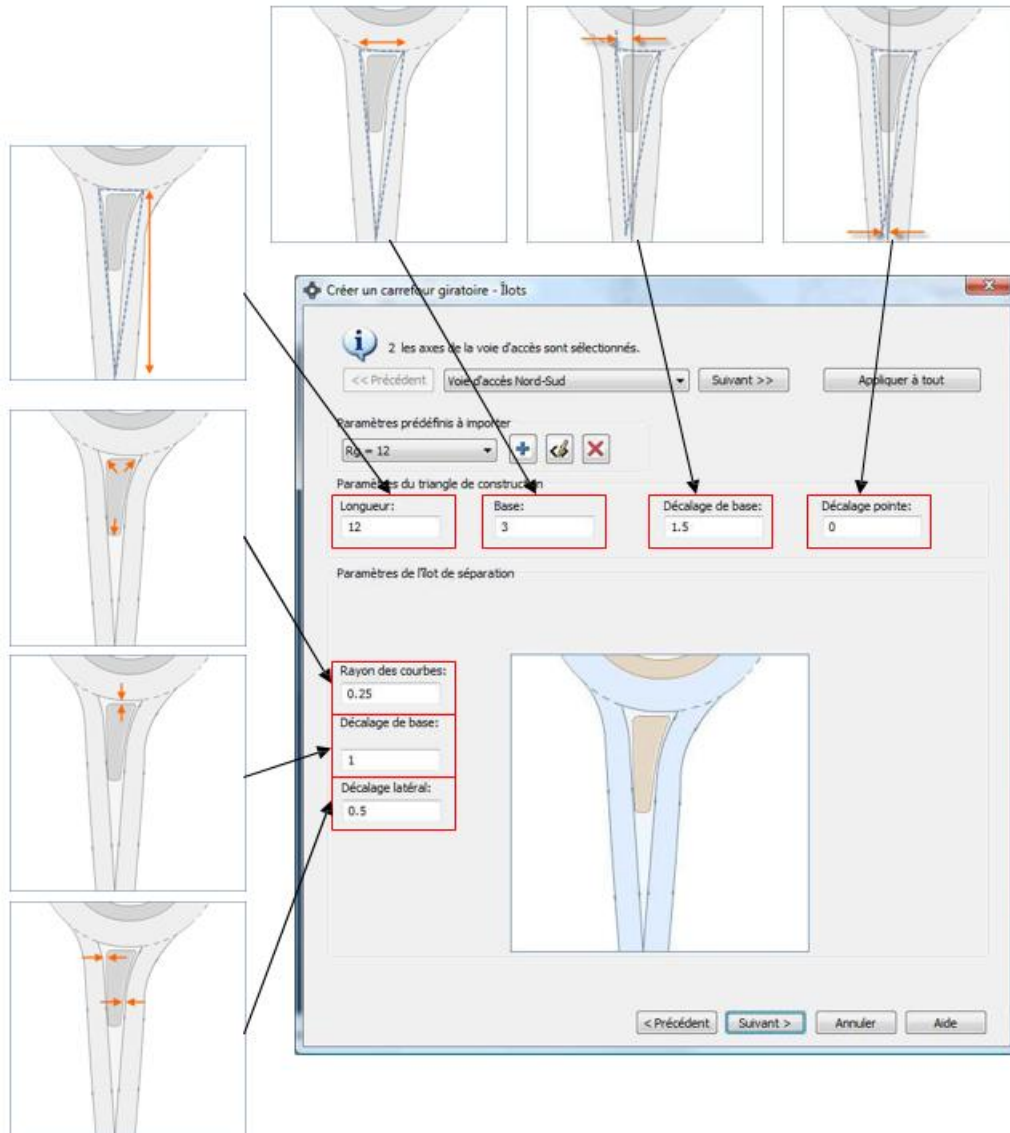 Créer un carrefour giratoire - Îlots
2 les axes de la voie d'accès sont sélectionnés.
<< Précédent
Voie d'accès Nord-Sud
Suivant >>
Appliquer à tout
Paramètres prédéfinis à importer
Rg = 12
Paramètres du triangle de construction
Longueur: Base: Décalage de base: Décalage pointe:
12 3 1.5 0
Paramètres de l'îlot de séparation
Rayon des courbes:
0.25
Décalage de base:
1
Décalage latéral:
0.5
< Précédent Suivant > Annuler Aide